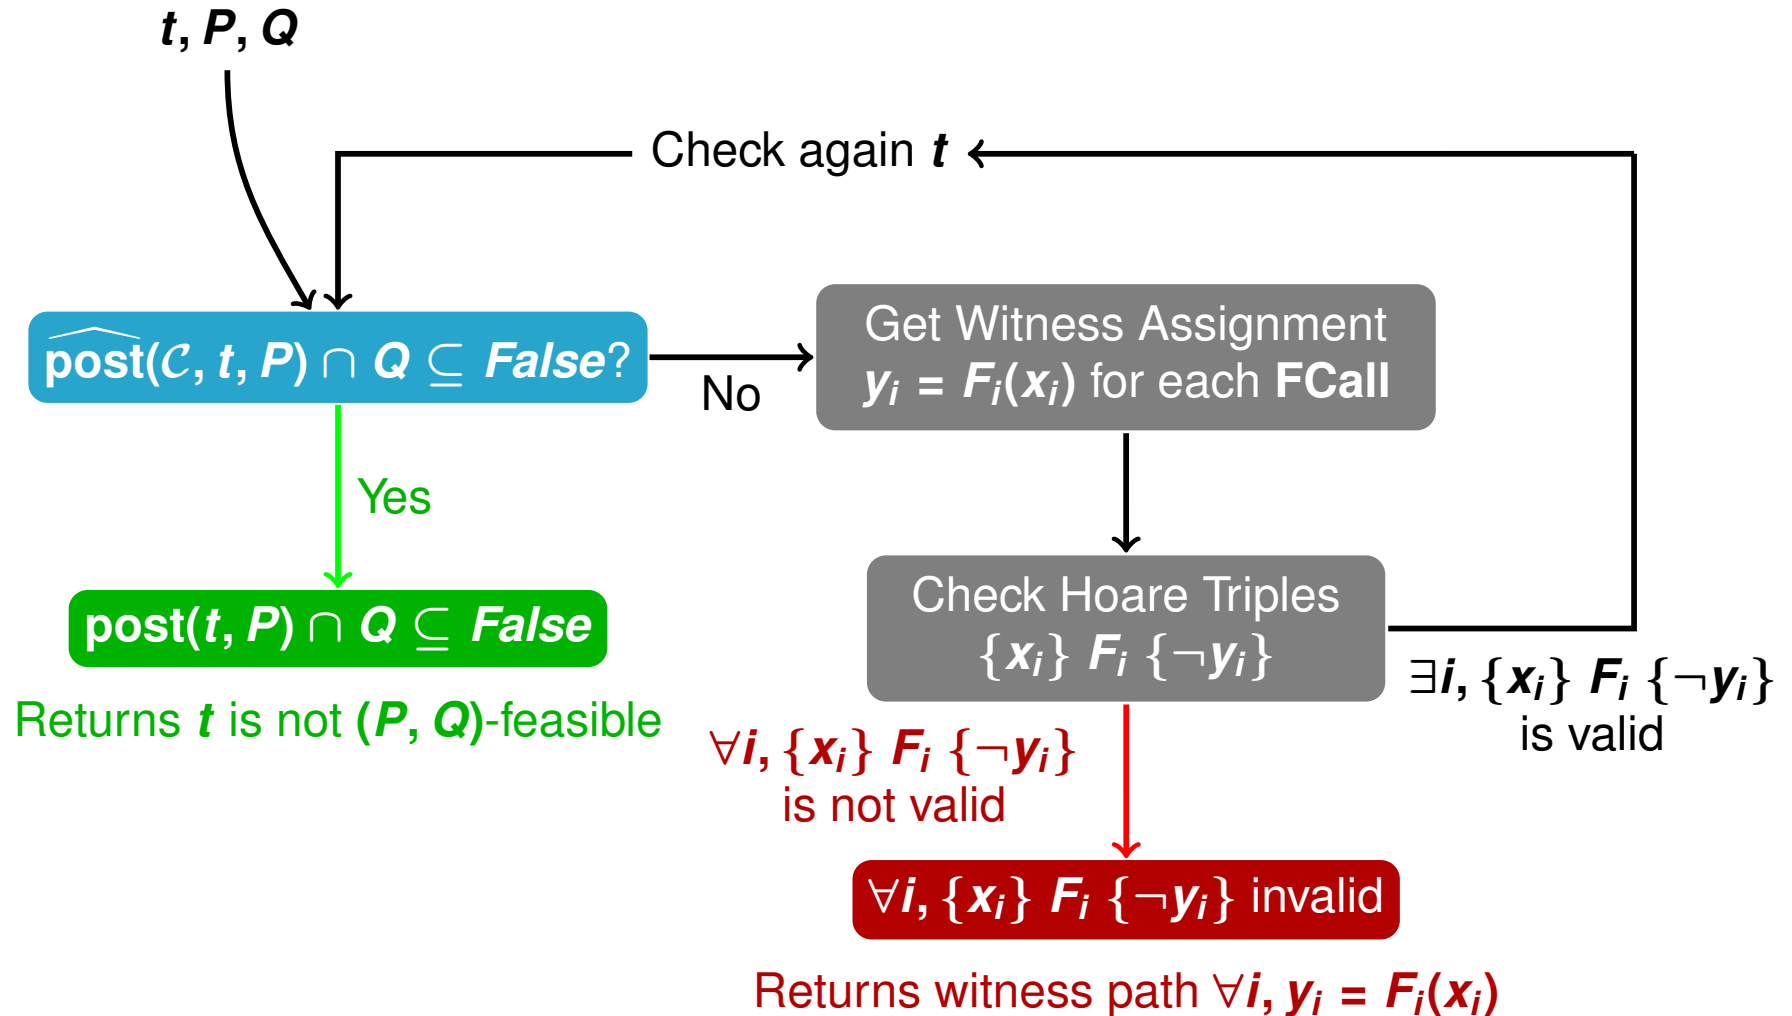 t, P, Q
Check again t
p͡ost(𝒞, t, P) ∩ Q ⊆ False?
No
Get Witness Assignment
yᵢ = Fᵢ(xᵢ) for each FCall
Yes
Check Hoare Triples
{xᵢ} Fᵢ {¬yᵢ}
post(t, P) ∩ Q ⊆ False
Returns t is not (P, Q)-feasible
∃i, {xᵢ} Fᵢ {¬yᵢ}
is valid
∀i, {xᵢ} Fᵢ {¬yᵢ}
is not valid
∀i, {xᵢ} Fᵢ {¬yᵢ} invalid
Returns witness path ∀i, yᵢ = Fᵢ(xᵢ)